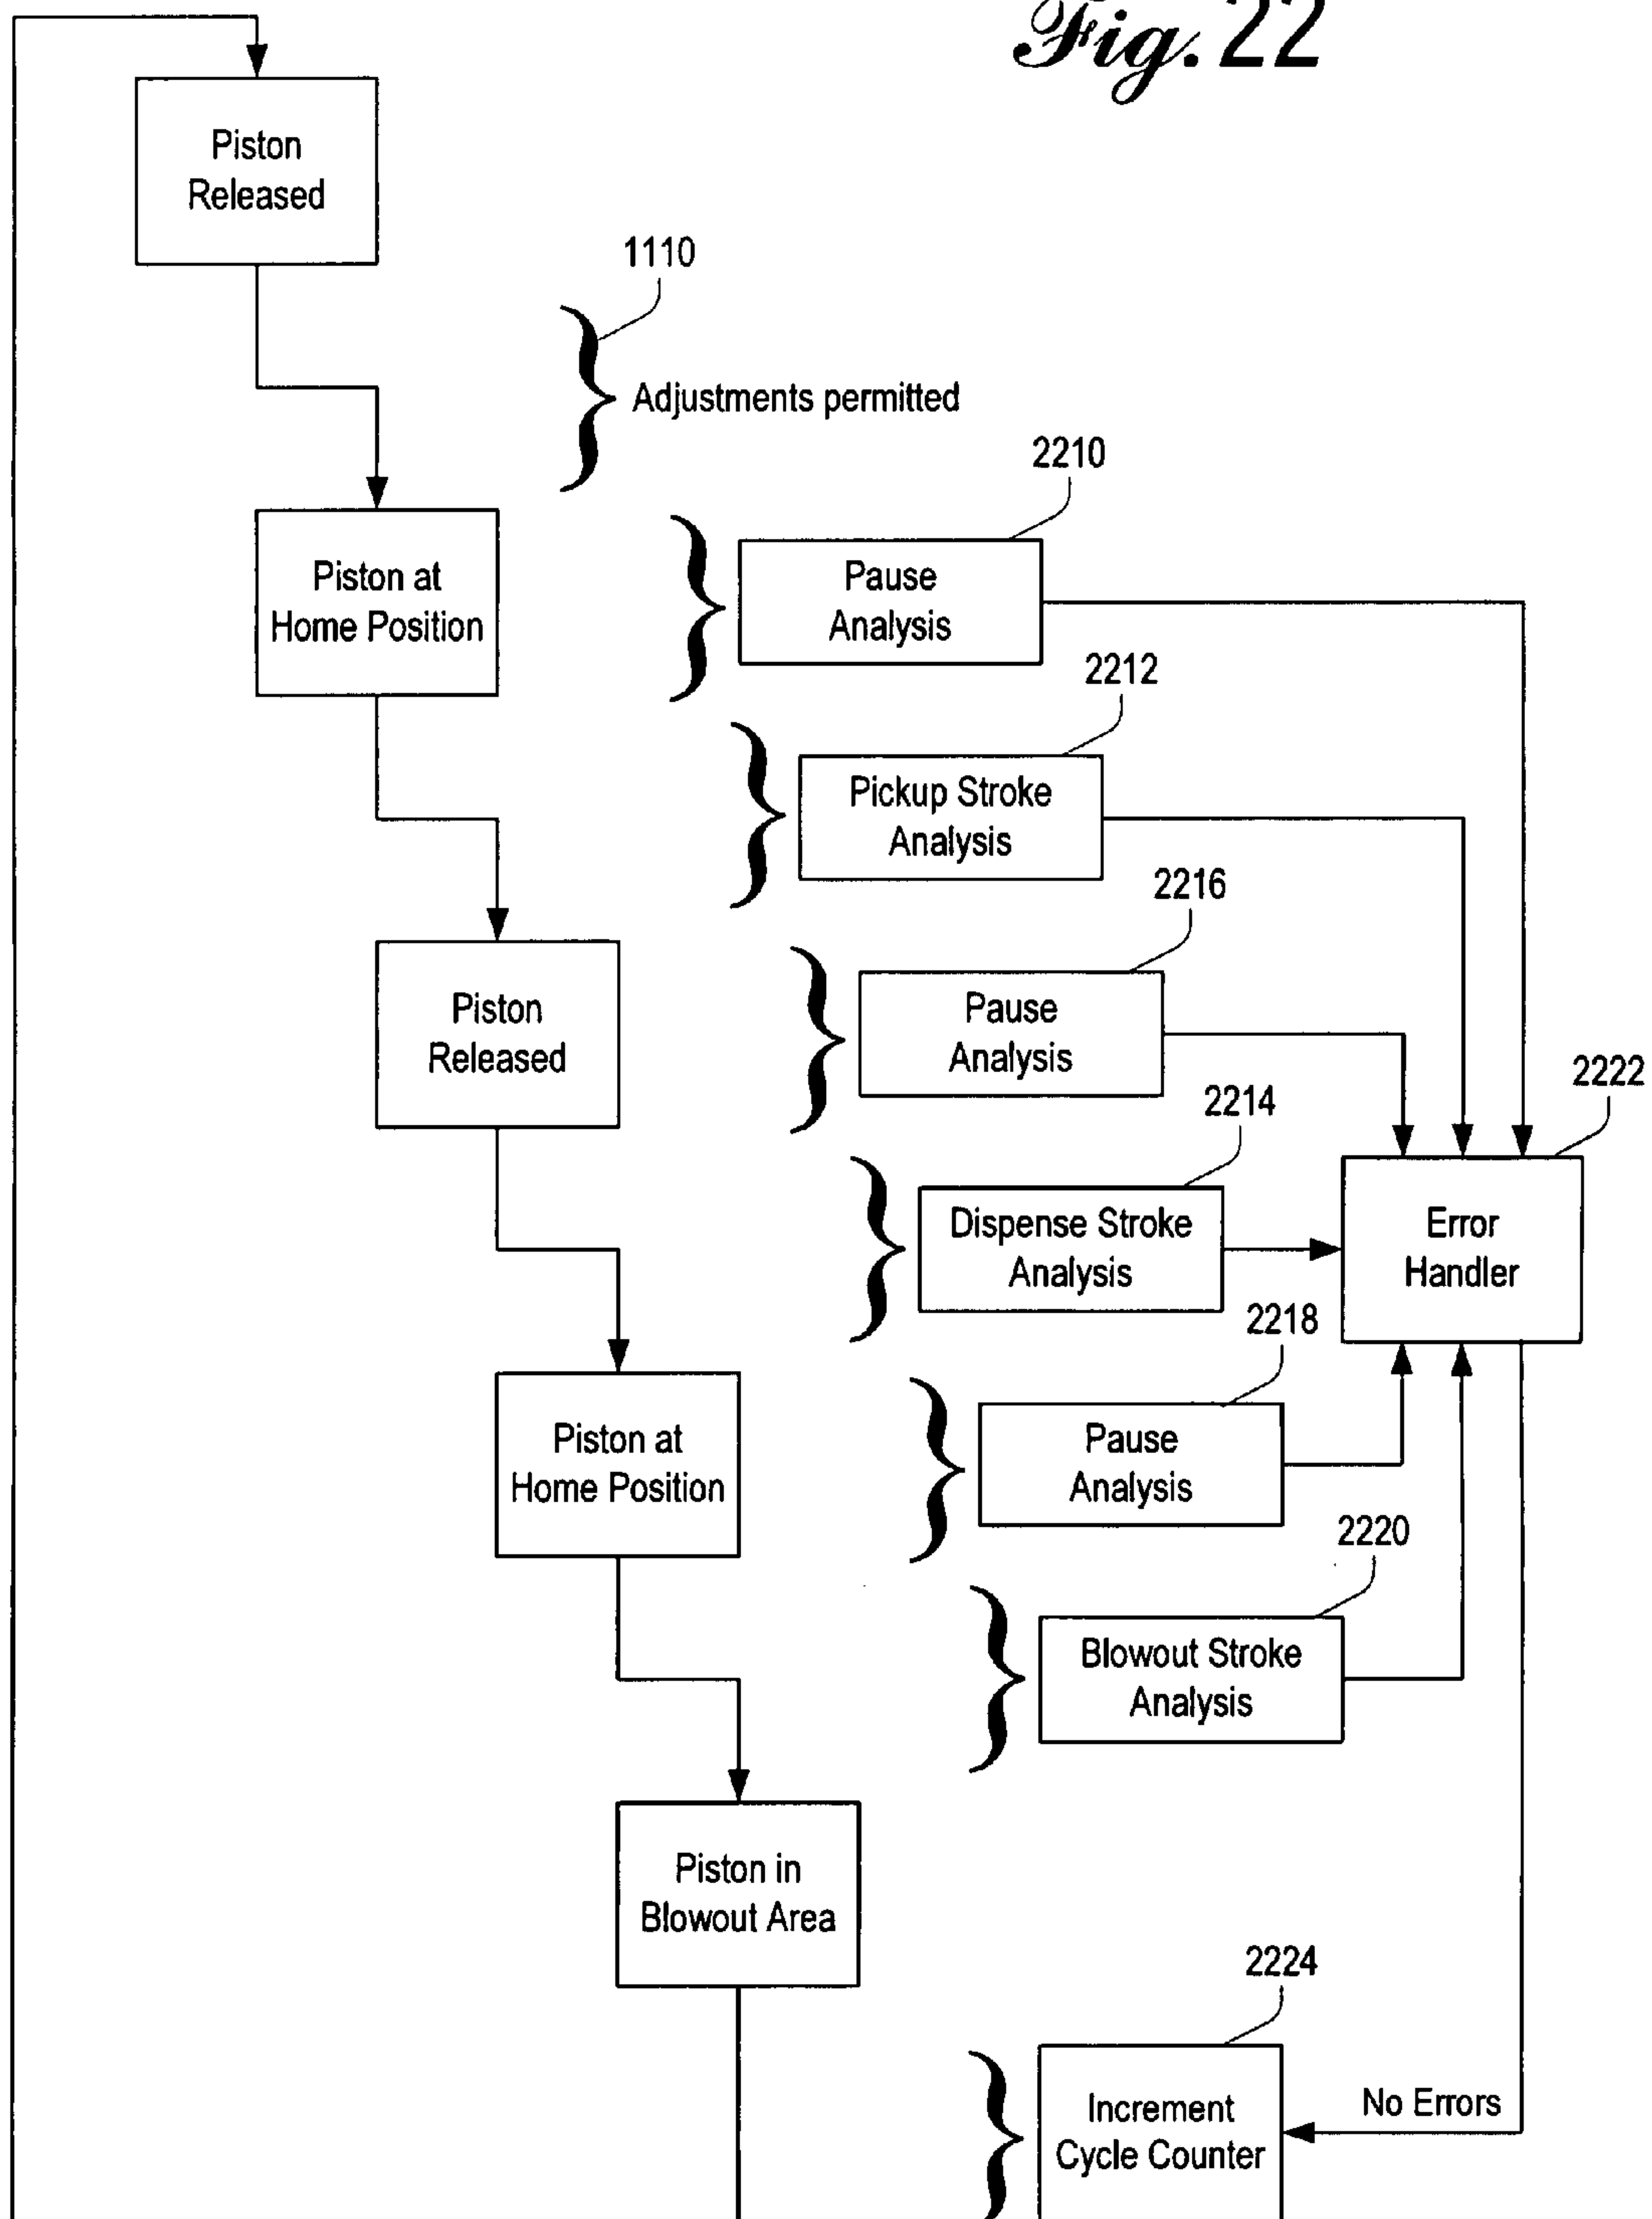 Fig. 22
Piston
Released
1110
Adjustments permitted
2210
Piston at
Home Position
Pause
Analysis
2212
Pickup Stroke
Analysis
2216
Piston
Released
Pause
Analysis
2222
2214
Dispense Stroke
Analysis
Error
Handler
2218
Piston at
Home Position
Pause
Analysis
2220
Blowout Stroke
Analysis
Piston in
Blowout Area
2224
Increment
Cycle Counter
No Errors